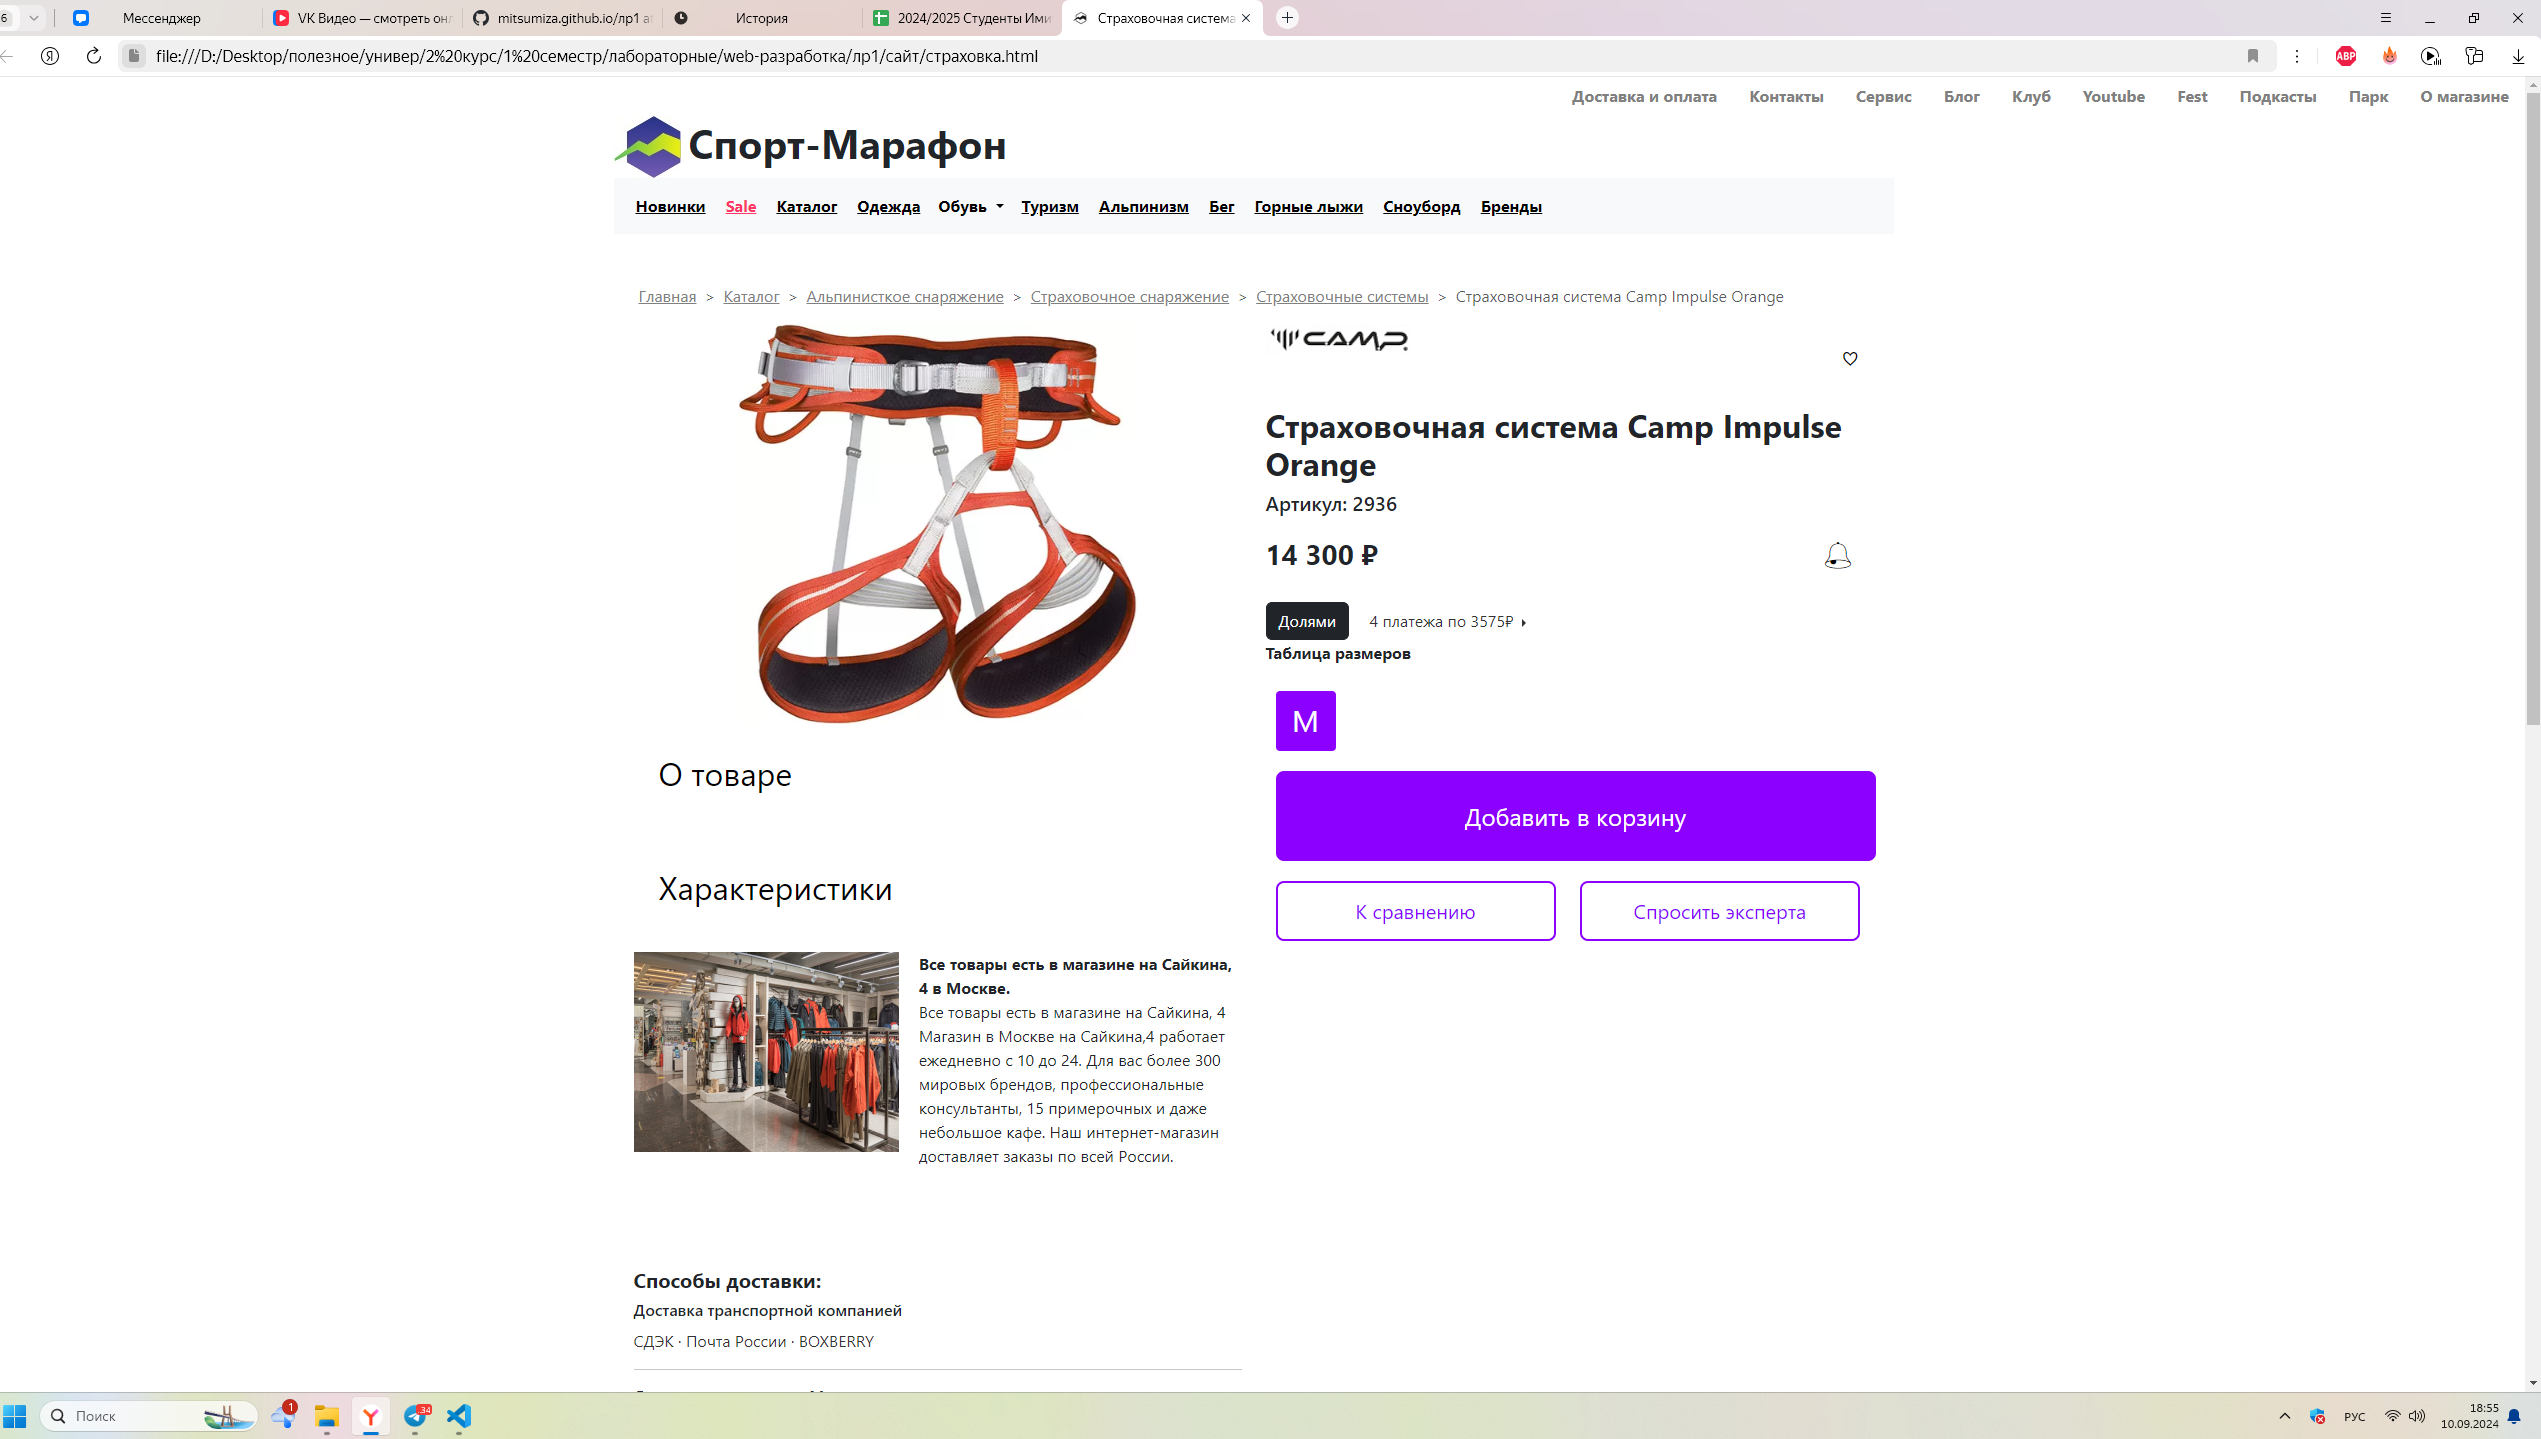 6
Мессенджер
VK Видео — смотреть онл
mitsumiza.github.io/лр1 ат
История
2024/2025 Студенты Ими
Страховочная система
file:///D:/Desktop/полезное/универ/2%20курс/1%20семестр/лабораторные/web-разработка/лр1/сайт/страховка.html
ABP
Доставка и оплата Контакты Сервис Блог Клуб Youtube Fest Подкасты Парк О магазине
Спорт-Марафон
Новинки Sale Каталог Одежда Обувь Туризм Альпинизм Бег Горные лыжи Сноуборд Бренды
Главная > Каталог > Альпинисткое снаряжение > Страховочное снаряжение > Страховочные системы > Страховочная система Camp Impulse Orange
CAMP
Страховочная система Camp Impulse
Orange
Артикул: 2936
14 300 ₽
Долями 4 платежа по 3575₽
Таблица размеров
M
О товаре
Добавить в корзину
Характеристики
К сравнению Спросить эксперта
Все товары есть в магазине на Сайкина,
4 в Москве.
Все товары есть в магазине на Сайкина, 4
Магазин в Москве на Сайкина,4 работает
ежедневно с 10 до 24. Для вас более 300
мировых брендов, профессиональные
консультанты, 15 примерочных и даже
небольшое кафе. Наш интернет-магазин
доставляет заказы по всей России.
Способы доставки:
Доставка транспортной компанией
СДЭК · Почта России · BOXBERRY
Поиск
1
34
РУС
18:55
10.09.2024